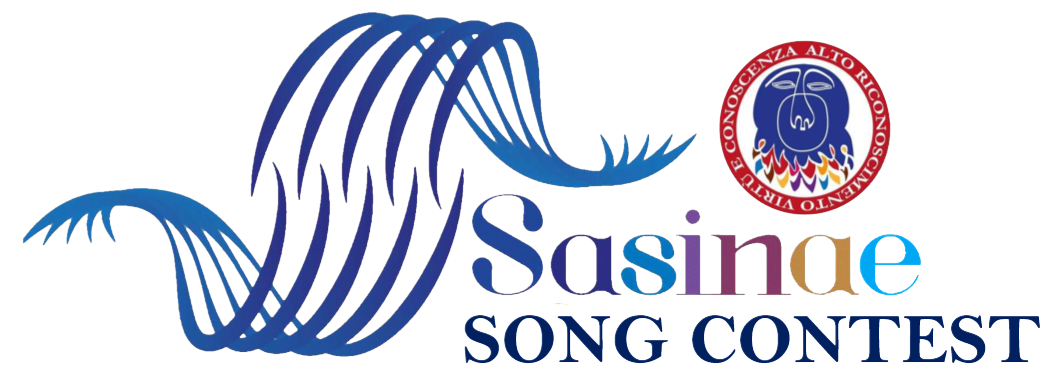 ALTO RICONOSCIMENTO VIRTÙ E CONOSCENZA
Sasinae
SONG CONTEST